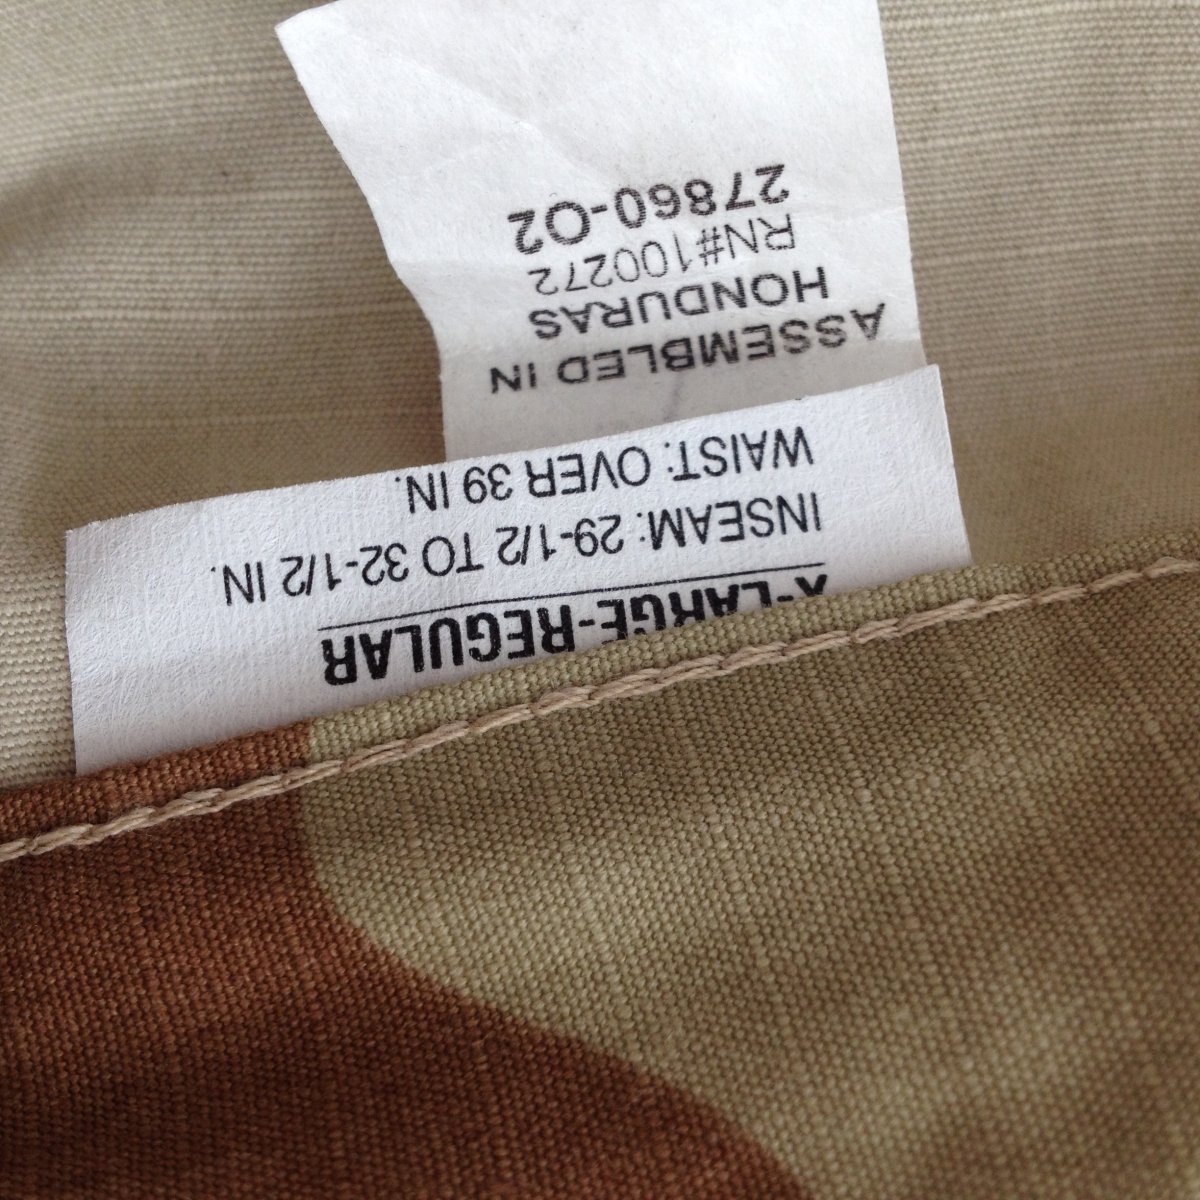 X-LARGE-REGULAR
INSEAM: 29-1/2 TO 32-1/2 IN.
WAIST: OVER 39 IN.
ASSEMBLED IN
HONDURAS
RN#100272
27860-O2